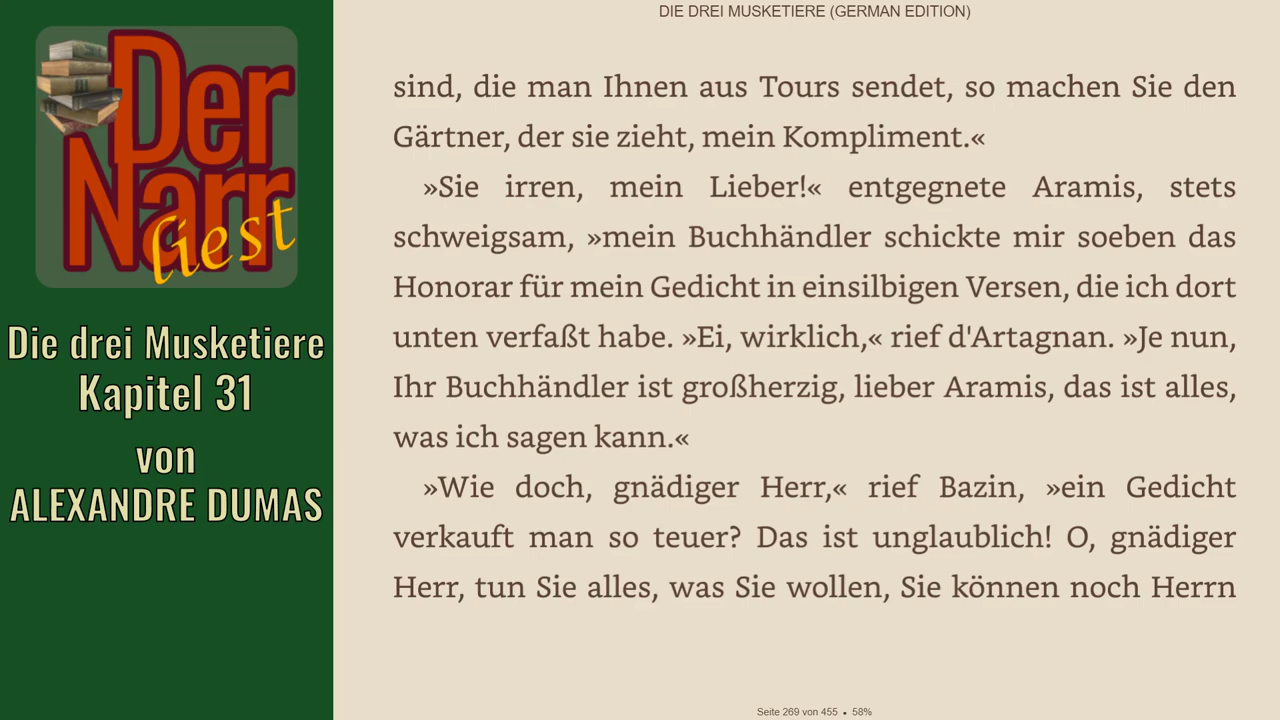 Der
Narr
liest
Die drei Musketiere
Kapitel 31
von
ALEXANDRE DUMAS
DIE DREI MUSKETIERE (GERMAN EDITION)
sind, die man Ihnen aus Tours sendet, so machen Sie den
Gärtner, der sie zieht, mein Kompliment.«
»Sie irren, mein Lieber!« entgegnete Aramis, stets
schweigsam, »mein Buchhändler schickte mir soeben das
Honorar für mein Gedicht in einsilbigen Versen, die ich dort
unten verfaßt habe. »Ei, wirklich,« rief d'Artagnan. »Je nun,
Ihr Buchhändler ist großherzig, lieber Aramis, das ist alles,
was ich sagen kann.«
»Wie doch, gnädiger Herr,« rief Bazin, »ein Gedicht
verkauft man so teuer? Das ist unglaublich! O, gnädiger
Herr, tun Sie alles, was Sie wollen, Sie können noch Herrn
Seite 269 von 455 • 58%